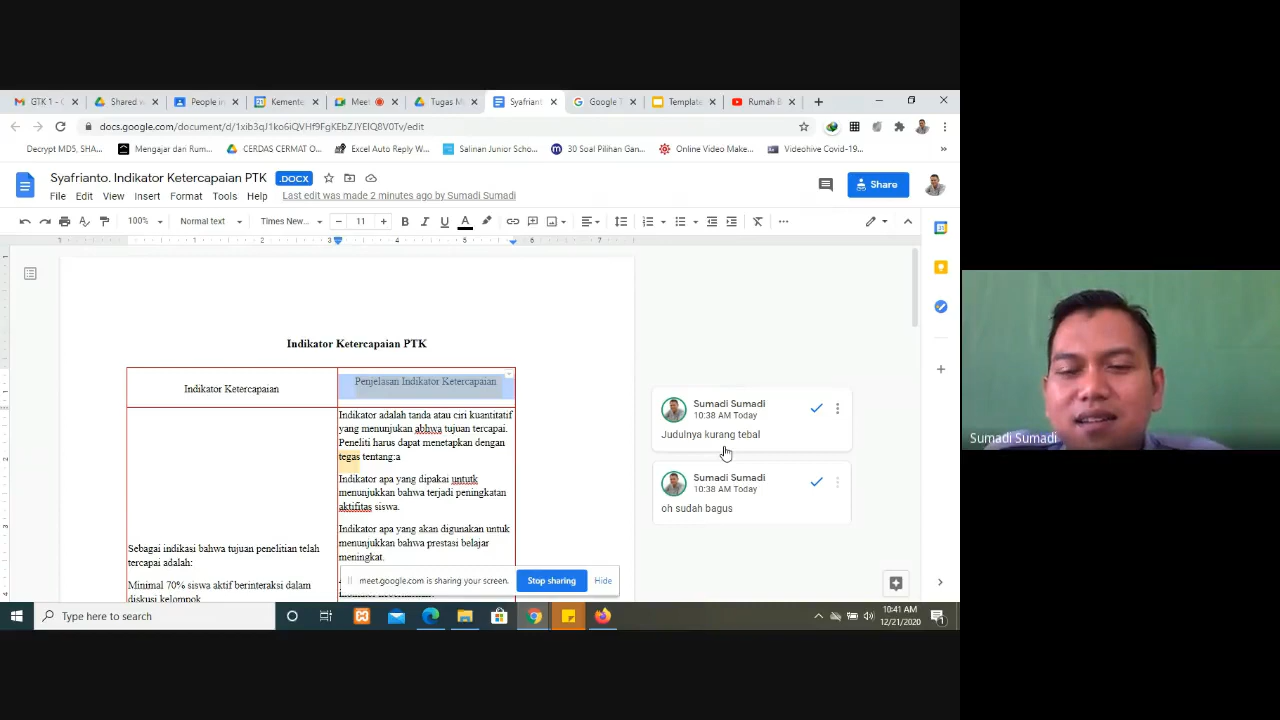 GTK 1 - G
Shared w
People in
Kemente
Meet
Tugas M
Syafrian
Google T
Template
Rumah B
docs.google.com/document/d/1xib3qJ1ko6iQVHf9FgKEbZJYEIQ8V0Tv/edit
Decrypt MD5, SHA...
Mengajar dan Rum...
CERDAS CERMAT O...
Excel Auto Reply W...
Salinan Junior Scho...
30 Soal Pilihan Gan...
Online Video Make...
Videohive Covid-19...
Syafrianto. Indikator Ketercapaian PTK .DOCX
Share
File Edit View Insert Format Tools Help Last edit was made 2 minutes ago by Sumadi Sumadi
100% Normal text Times New... 11 B I U A
Indikator Ketercapaian PTK
Indikator Ketercapaian
Penjelasan Indikator Ketercapaian
Indikator adalah tanda atau ciri kuantitatif
yang menunjukan abhwa tujuan tercapai.
Peneliti harus dapat menetapkan dengan
tegas tentang:a
Indikator apa yang dipakai untutk
menunjukkan bahwa terjadi peningkatan
aktifitas siswa.
Indikator apa yang akan digunakan untuk
menunjukkan bahwa prestasi belajar
meningkat.
Sebagai indikasi bahwa tujuan penelitian telah
tercapai adalah:
Minimal 70% siswa aktif berinteraksi dalam
diskusi kelompok
Sumadi Sumadi
10:38 AM Today
Judulnya kurang tebal
Sumadi Sumadi
10:38 AM Today
oh sudah bagus
meet.google.com is sharing your screen.
Stop sharing
Hide
Type here to search
10:41 AM
12/21/2020
Sumadi Sumadi